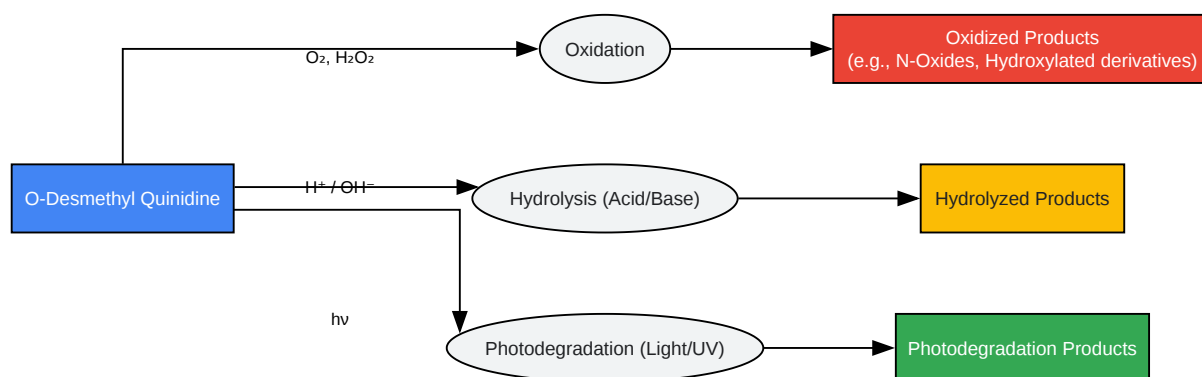 O₂, H₂O₂
Oxidation
Oxidized Products
(e.g., N-Oxides, Hydroxylated derivatives)
O-Desmethyl Quinidine
H⁺ / OH⁻
Hydrolysis (Acid/Base)
Hydrolyzed Products
hν
Photodegradation (Light/UV)
Photodegradation Products